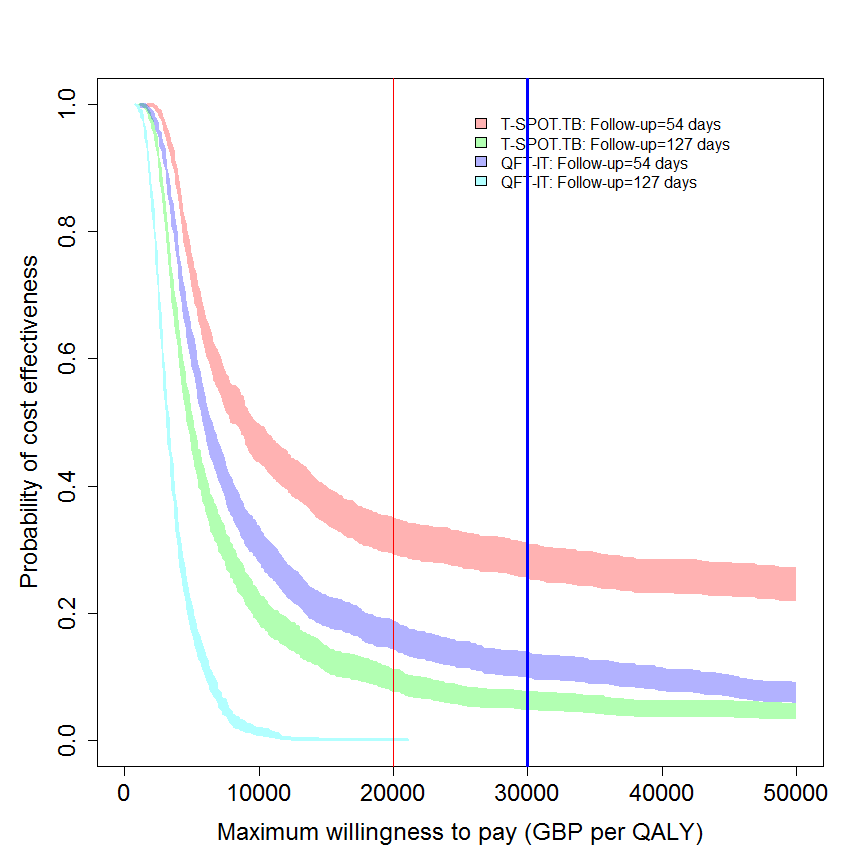 T-SPOT.TB: Follow-up=54 days
T-SPOT.TB: Follow-up=127 days
QFT-IT: Follow-up=54 days
QFT-IT: Follow-up=127 days
Probability of cost effectiveness
1.0
0.8
0.6
0.4
0.2
0.0
0 10000 20000 30000 40000 50000
Maximum willingness to pay (GBP per QALY)